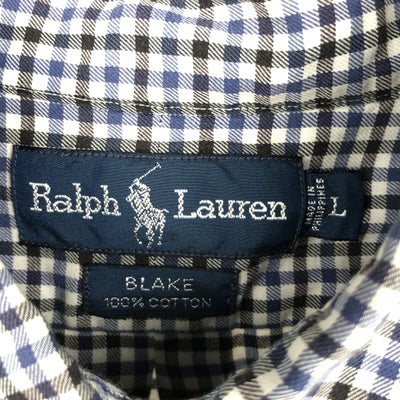 Ralph Lauren
MADE IN
PHILIPPINES
L
BLAKE
100% COTTON